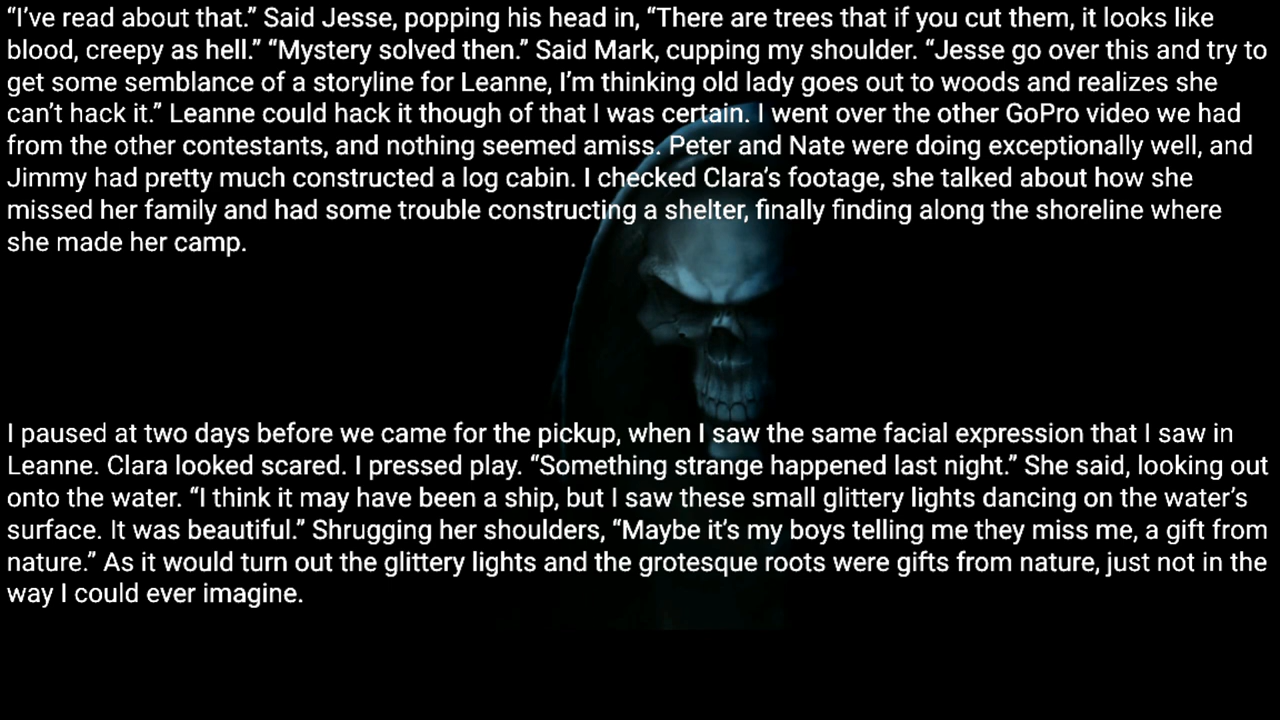 “I’ve read about that.” Said Jesse, popping his head in, “There are trees that if you cut them, it looks like
blood, creepy as hell.” “Mystery solved then.” Said Mark, cupping my shoulder. “Jesse go over this and try to
get some semblance of a storyline for Leanne, I’m thinking old lady goes out to woods and realizes she
can’t hack it.” Leanne could hack it though of that I was certain. I went over the other GoPro video we had
from the other contestants, and nothing seemed amiss. Peter and Nate were doing exceptionally well, and
Jimmy had pretty much constructed a log cabin. I checked Clara’s footage, she talked about how she
missed her family and had some trouble constructing a shelter, finally finding along the shoreline where
she made her camp.
I paused at two days before we came for the pickup, when I saw the same facial expression that I saw in
Leanne. Clara looked scared. I pressed play. “Something strange happened last night.” She said, looking out
onto the water. “I think it may have been a ship, but I saw these small glittery lights dancing on the water’s
surface. It was beautiful.” Shrugging her shoulders, “Maybe it’s my boys telling me they miss me, a gift from
nature.” As it would turn out the glittery lights and the grotesque roots were gifts from nature, just not in the
way I could ever imagine.